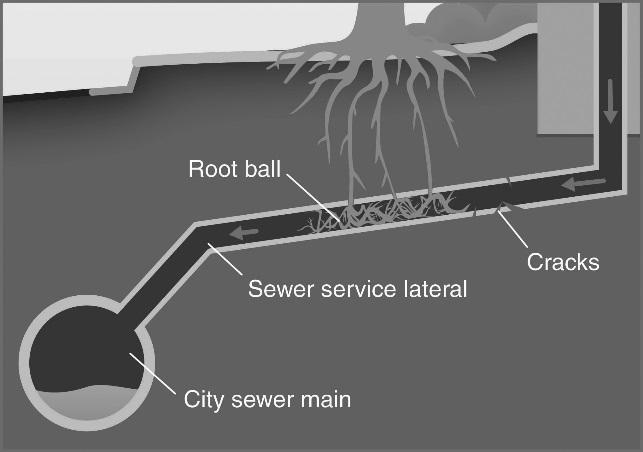 Root ball
Cracks
Sewer service lateral
City sewer main